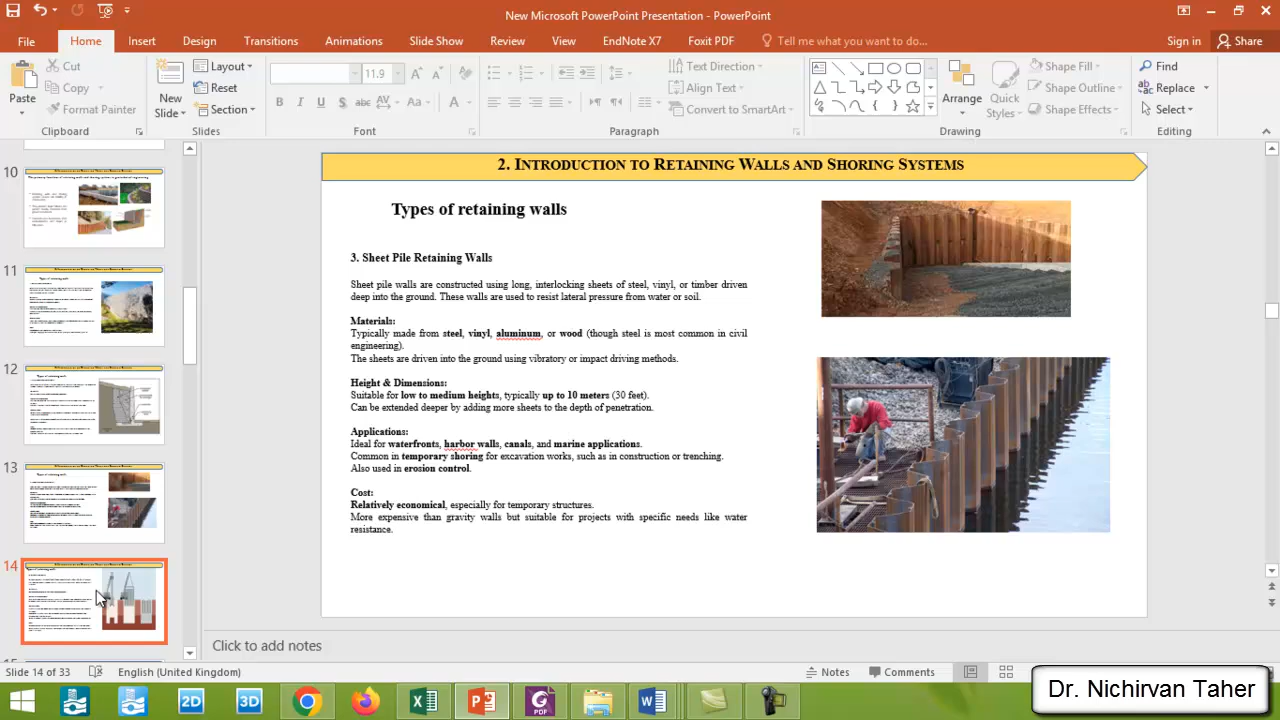 New Microsoft PowerPoint Presentation - PowerPoint
File Home Insert Design Transitions Animations Slide Show Review View EndNote X7 Foxit PDF Tell me what you want to do... Sign in Share
Paste
Cut
Copy
Format Painter
Clipboard
New Slide
Layout
Reset
Section
Slides
11.9
Font
Text Direction
Align Text
Convert to SmartArt
Paragraph
Arrange
Quick Styles
Shape Fill
Shape Outline
Shape Effects
Drawing
Find
Replace
Select
Editing
10
11
12
13
14
2. INTRODUCTION TO RETAINING WALLS AND SHORING SYSTEMS
Types of retaining walls
3. Sheet Pile Retaining Walls
Sheet pile walls are constructed using long, interlocking sheets of steel, vinyl, or timber driven
deep into the ground. These walls are used to resist lateral pressure from water or soil.
Materials:
Typically made from steel, vinyl, aluminum, or wood (though steel is most common in civil
engineering).
The sheets are driven into the ground using vibratory or impact driving methods.
Height & Dimensions:
Suitable for low to medium heights, typically up to 10 meters (30 feet).
Can be extended deeper by adding more sheets to the depth of penetration.
Applications:
Ideal for waterfronts, harbor walls, canals, and marine applications.
Common in temporary shoring for excavation works, such as in construction or trenching.
Also used in erosion control.
Cost:
Relatively economical, especially for temporary structures.
More expensive than gravity walls but suitable for projects with specific needs like water
resistance.
Click to add notes
Slide 14 of 33 English (United Kingdom) Notes Comments
2D 3D PDF
Dr. Nichirvan Taher